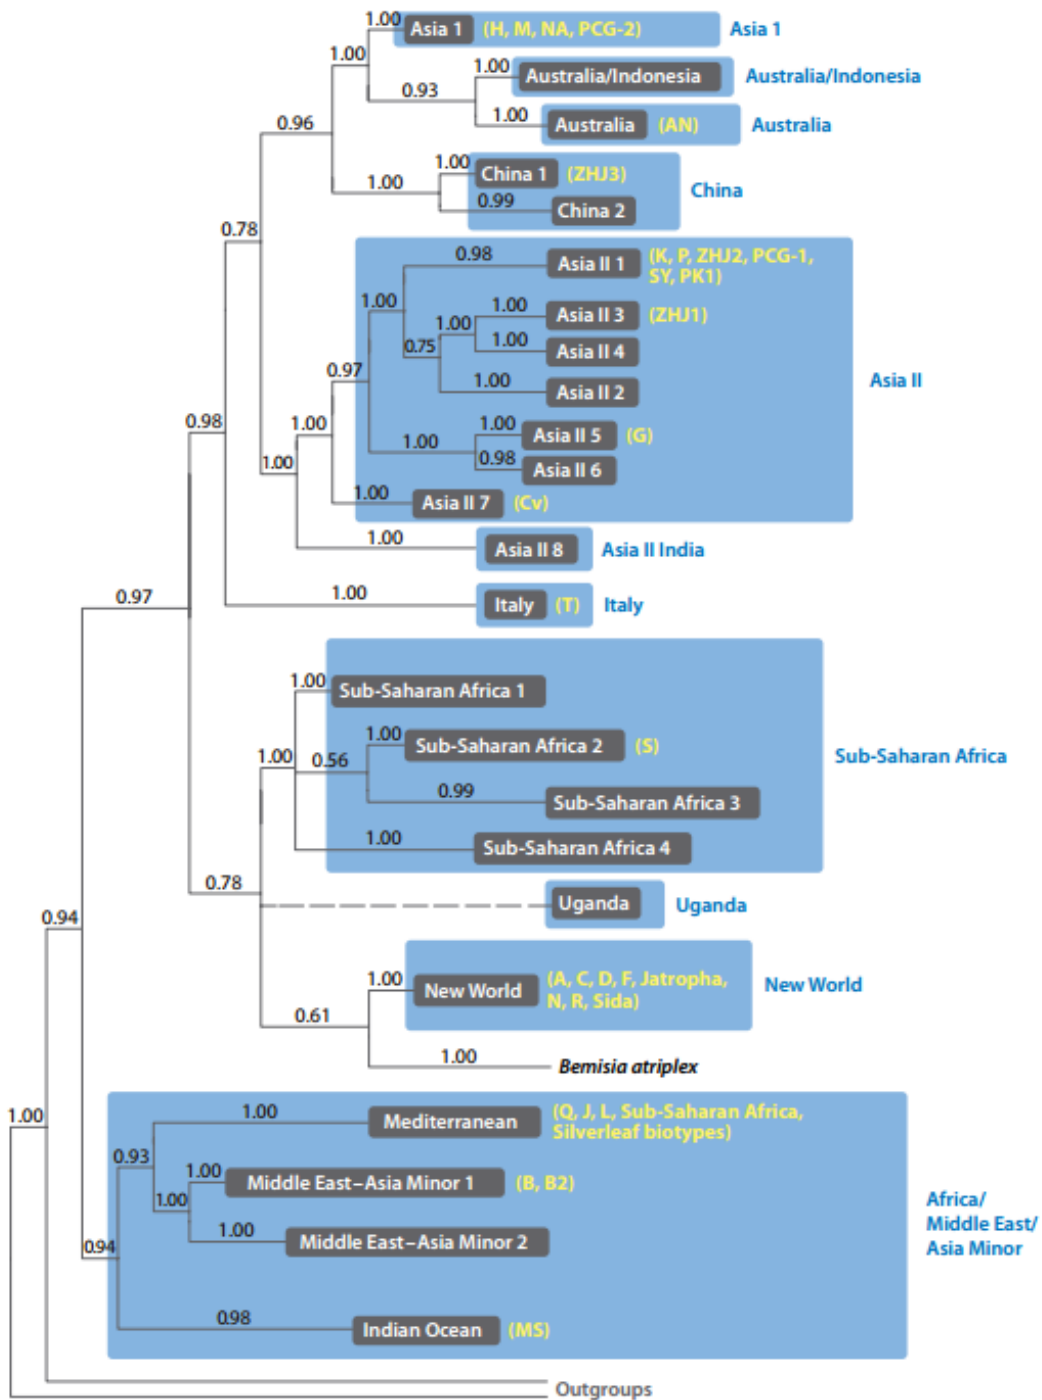 1.00
Asia 1 (H, M, NA, PCG-2) Asia 1
1.00
1.00
Australia/Indonesia Australia/Indonesia
0.93
1.00
Australia (AN) Australia
0.96
1.00
China 1 (ZHJ3)
1.00
China
0.99
China 2
0.78
0.98
Asia II 1 (K, P, ZHJ2, PCG-1,
SY, PK1)
1.00
1.00
Asia II 3 (ZHJ1)
1.00
0.75
1.00
Asia II 4
0.97
Asia II
1.00
Asia II 2
0.98
1.00
1.00
Asia II 5 (G)
1.00
1.00
0.98
Asia II 6
1.00
Asia II 7 (Cv)
1.00
Asia II 8 Asia II India
0.97
1.00
Italy (T) Italy
1.00
Sub-Saharan Africa 1
1.00
Sub-Saharan Africa 2 (S)
1.00
0.56
Sub-Saharan Africa
0.99
Sub-Saharan Africa 3
1.00
Sub-Saharan Africa 4
0.78
Uganda Uganda
0.94
1.00
New World (A, C, D, F, Jatropha,
N, R, Sida)
New World
0.61
1.00
Bemisia atriplex
1.00
1.00
Mediterranean (Q, J, L, Sub-Saharan Africa,
Silverleaf biotypes)
0.93
1.00
Middle East–Asia Minor 1 (B, B2)
1.00
1.00
Middle East–Asia Minor 2
Africa/
Middle East/
Asia Minor
0.94
0.98
Indian Ocean (MS)
Outgroups